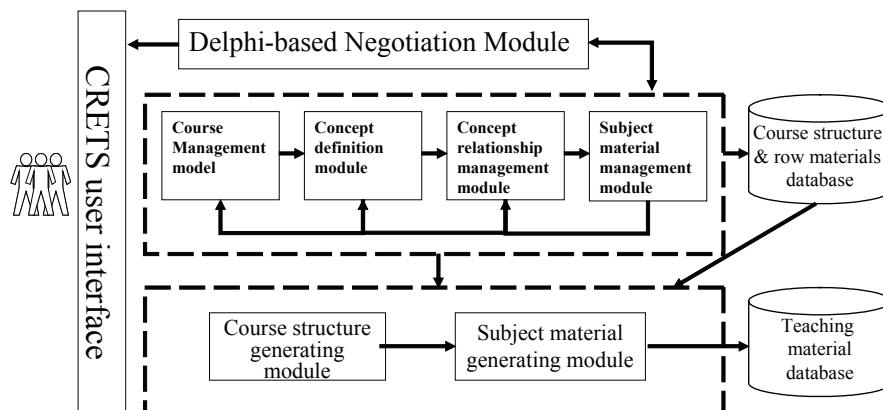 CRETS user interface
Delphi-based Negotiation Module
Course
Management
model
Concept
definition
module
Concept
relationship
management
module
Subject
material
management
module
Course structure
& row materials
database
Course structure
generating
module
Subject material
generating module
Teaching
material
database